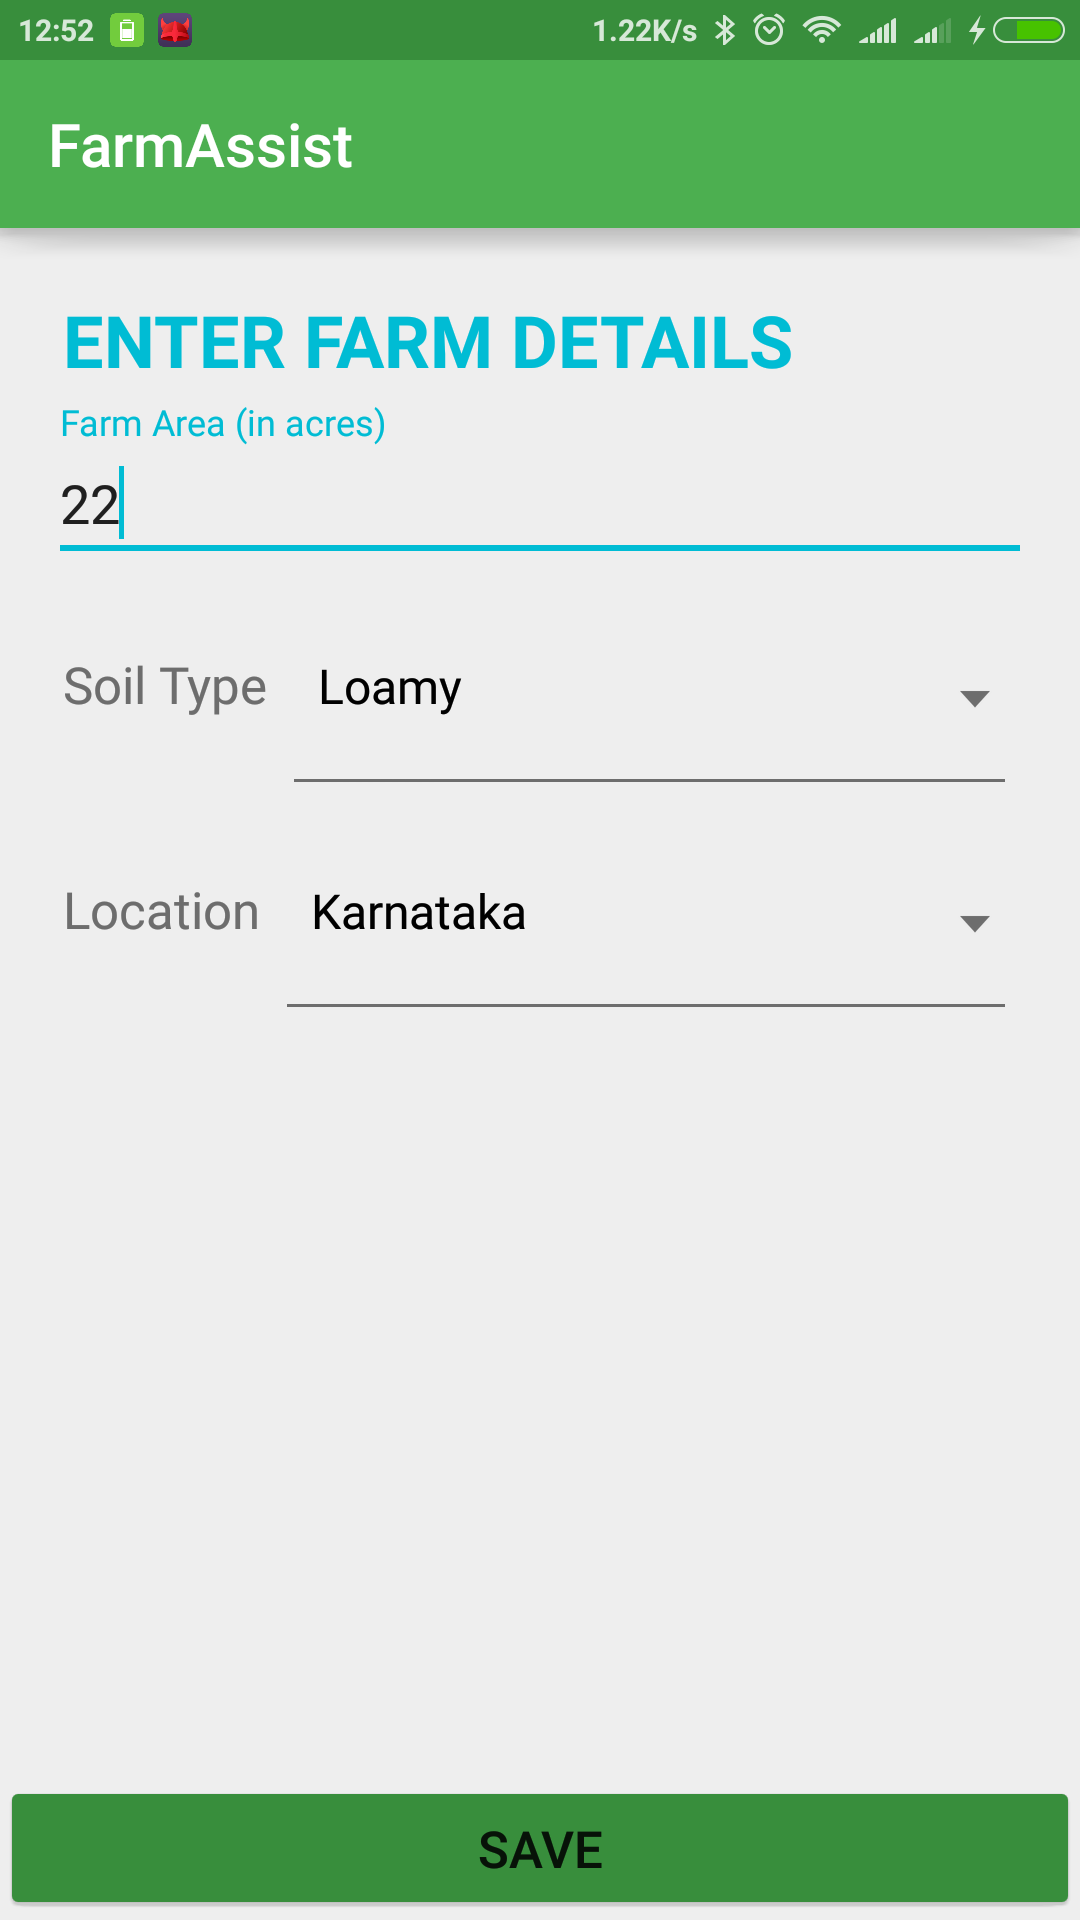 12:52 1.22K/s
FarmAssist
ENTER FARM DETAILS
Farm Area (in acres)
22
Soil Type Loamy
Location Karnataka
SAVE